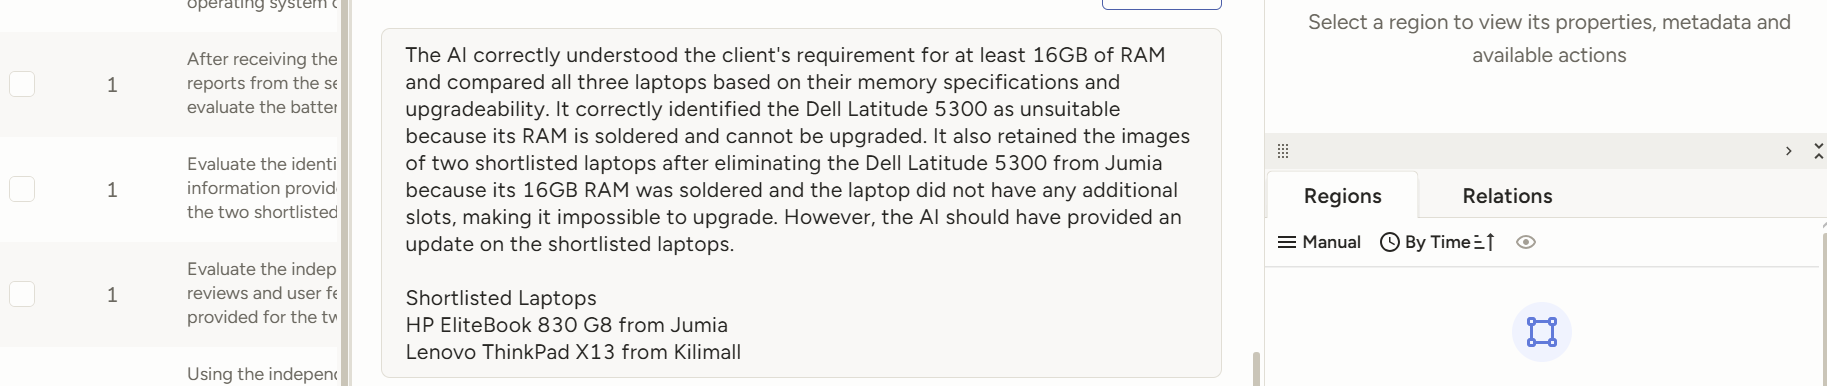 operating system
1
After receiving the
reports from the
evaluate the
1
Evaluate the
information
the two shortlisted
1
Evaluate the
reviews and user
provided for the
Using the
The AI correctly understood the client's requirement for at least 16GB of RAM
and compared all three laptops based on their memory specifications and
upgradeability. It correctly identified the Dell Latitude 5300 as unsuitable
because its RAM is soldered and cannot be upgraded. It also retained the images
of two shortlisted laptops after eliminating the Dell Latitude 5300 from Jumia
because its 16GB RAM was soldered and the laptop did not have any additional
slots, making it impossible to upgrade. However, the AI should have provided an
update on the shortlisted laptops.
Shortlisted Laptops
HP EliteBook 830 G8 from Jumia
Lenovo ThinkPad X13 from Kilimall
Select a region to view its properties, metadata and
available actions
Regions
Relations
Manual
By Time